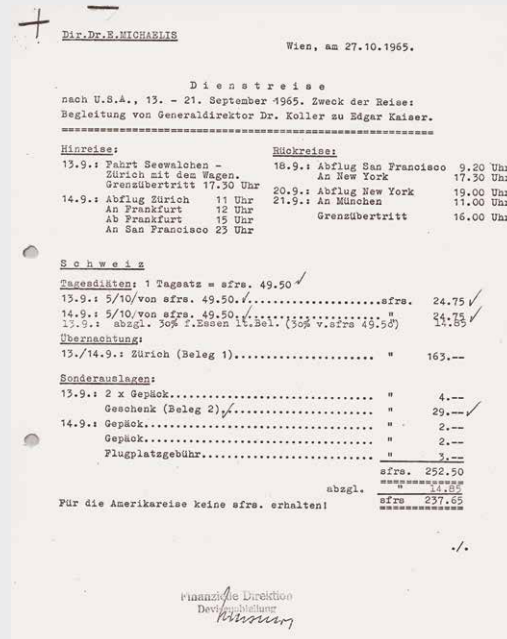 Dir.Dr.E.MICHAELIS
Wien, am 27.10.1965.
Dienstreise
nach U.S.A., 13. - 21. September 1965. Zweck der Reise:
Begleitung von Generaldirektor Dr. Koller zu Edgar Kaiser.
Hinreise:
13.9.: Fahrt Seewalchen -
Zürich mit dem Wagen.
Grenzübertritt 17.30 Uhr
14.9.: Abflug Zürich 11 Uhr
An Frankfurt 12 Uhr
Ab Frankfurt 15 Uhr
An San Francisco 23 Uhr
Rückreise:
18.9.: Abflug San Francisco 9.20 Uhr
An New York 17.30 Uhr
20.9.: Abflug New York 19.00 Uhr
21.9.: An München 11.00 Uhr
Grenzübertritt 16.00 Uhr
Schweiz
Tagesdiäten: 1 Tagsatz = sfrs. 49.50
13.9.: 5/10/von sfrs. 49.50...............sfrs. 24.75
14.9.: 5/10/von sfrs. 49.50............... " 24.75
13.9.: abzgl. 30% f.Essen lt.Bel. (30% v.sfrs 49.50) 14.85
Übernachtung:
13./14.9.: Zürich (Beleg 1)................... " 163.--
Sonderauslagen:
13.9.: 2 x Gepäck............................ " 4.--
Geschenk (Beleg 2)..................... " 29.--
14.9.: Gepäck................................ " 2.--
Gepäck................................ " 2.--
Flugplatzgebühr....................... " 3.--
sfrs. 252.50
abzgl. " 14.85
Für die Amerikareise keine sfrs. erhalten! sfrs 237.65
./.
Finanzielle Direktion
Devisenabteilung